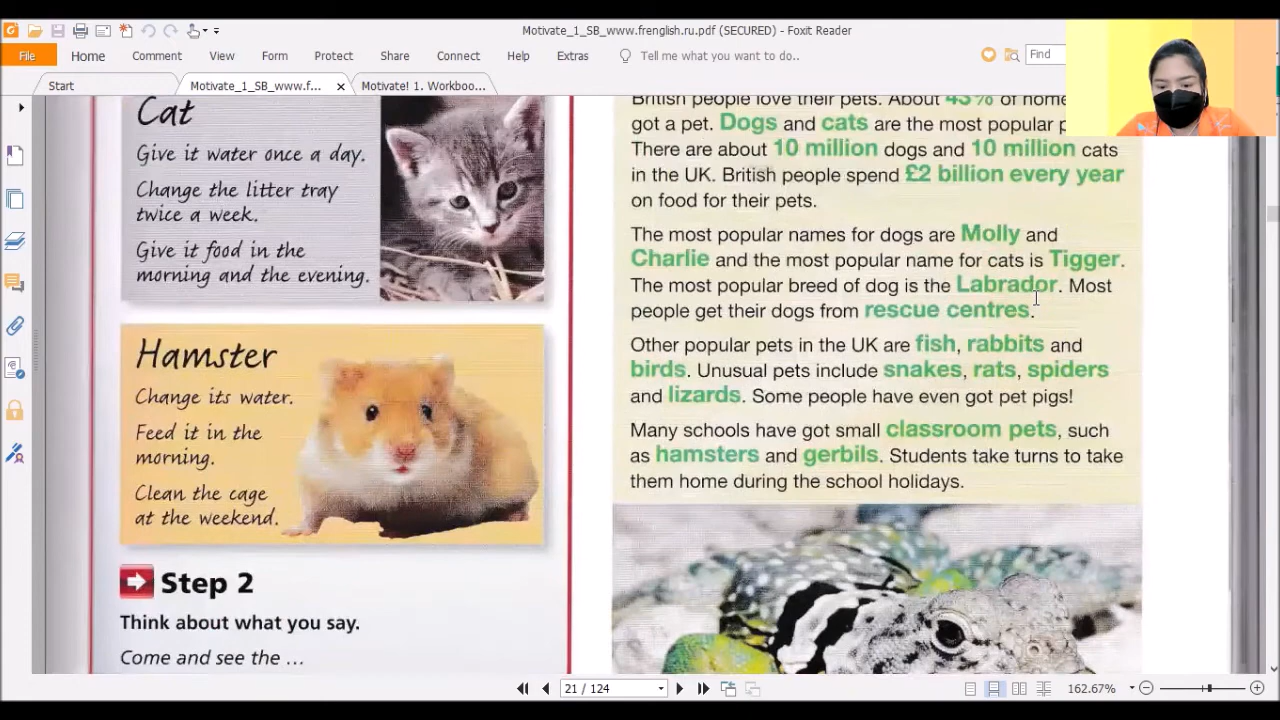 Motivate_1_SB_www.frenglish.ru.pdf (SECURED) - Foxit Reader
File Home Comment View Form Protect Share Connect Help Extras Tell me what you want to do.. Find
Start Motivate_1_SB_www.f... Motivate! 1. Workboo...
Cat
Give it water once a day.
Change the litter tray
twice a week.
Give it food in the
morning and the evening.
Hamster
Change its water.
Feed it in the
morning.
Clean the cage
at the weekend.
Step 2
Think about what you say.
Come and see the ...
British people love their pets. About 43% of
got a pet. Dogs and cats are the most popular
There are about 10 million dogs and 10 million cats
in the UK. British people spend £2 billion every year
on food for their pets.
The most popular names for dogs are Molly and
Charlie and the most popular name for cats is Tigger.
The most popular breed of dog is the Labrador. Most
people get their dogs from rescue centres.
Other popular pets in the UK are fish, rabbits and
birds. Unusual pets include snakes, rats, spiders
and lizards. Some people have even got pet pigs!
Many schools have got small classroom pets, such
as hamsters and gerbils. Students take turns to take
them home during the school holidays.
21 / 124
162.67%